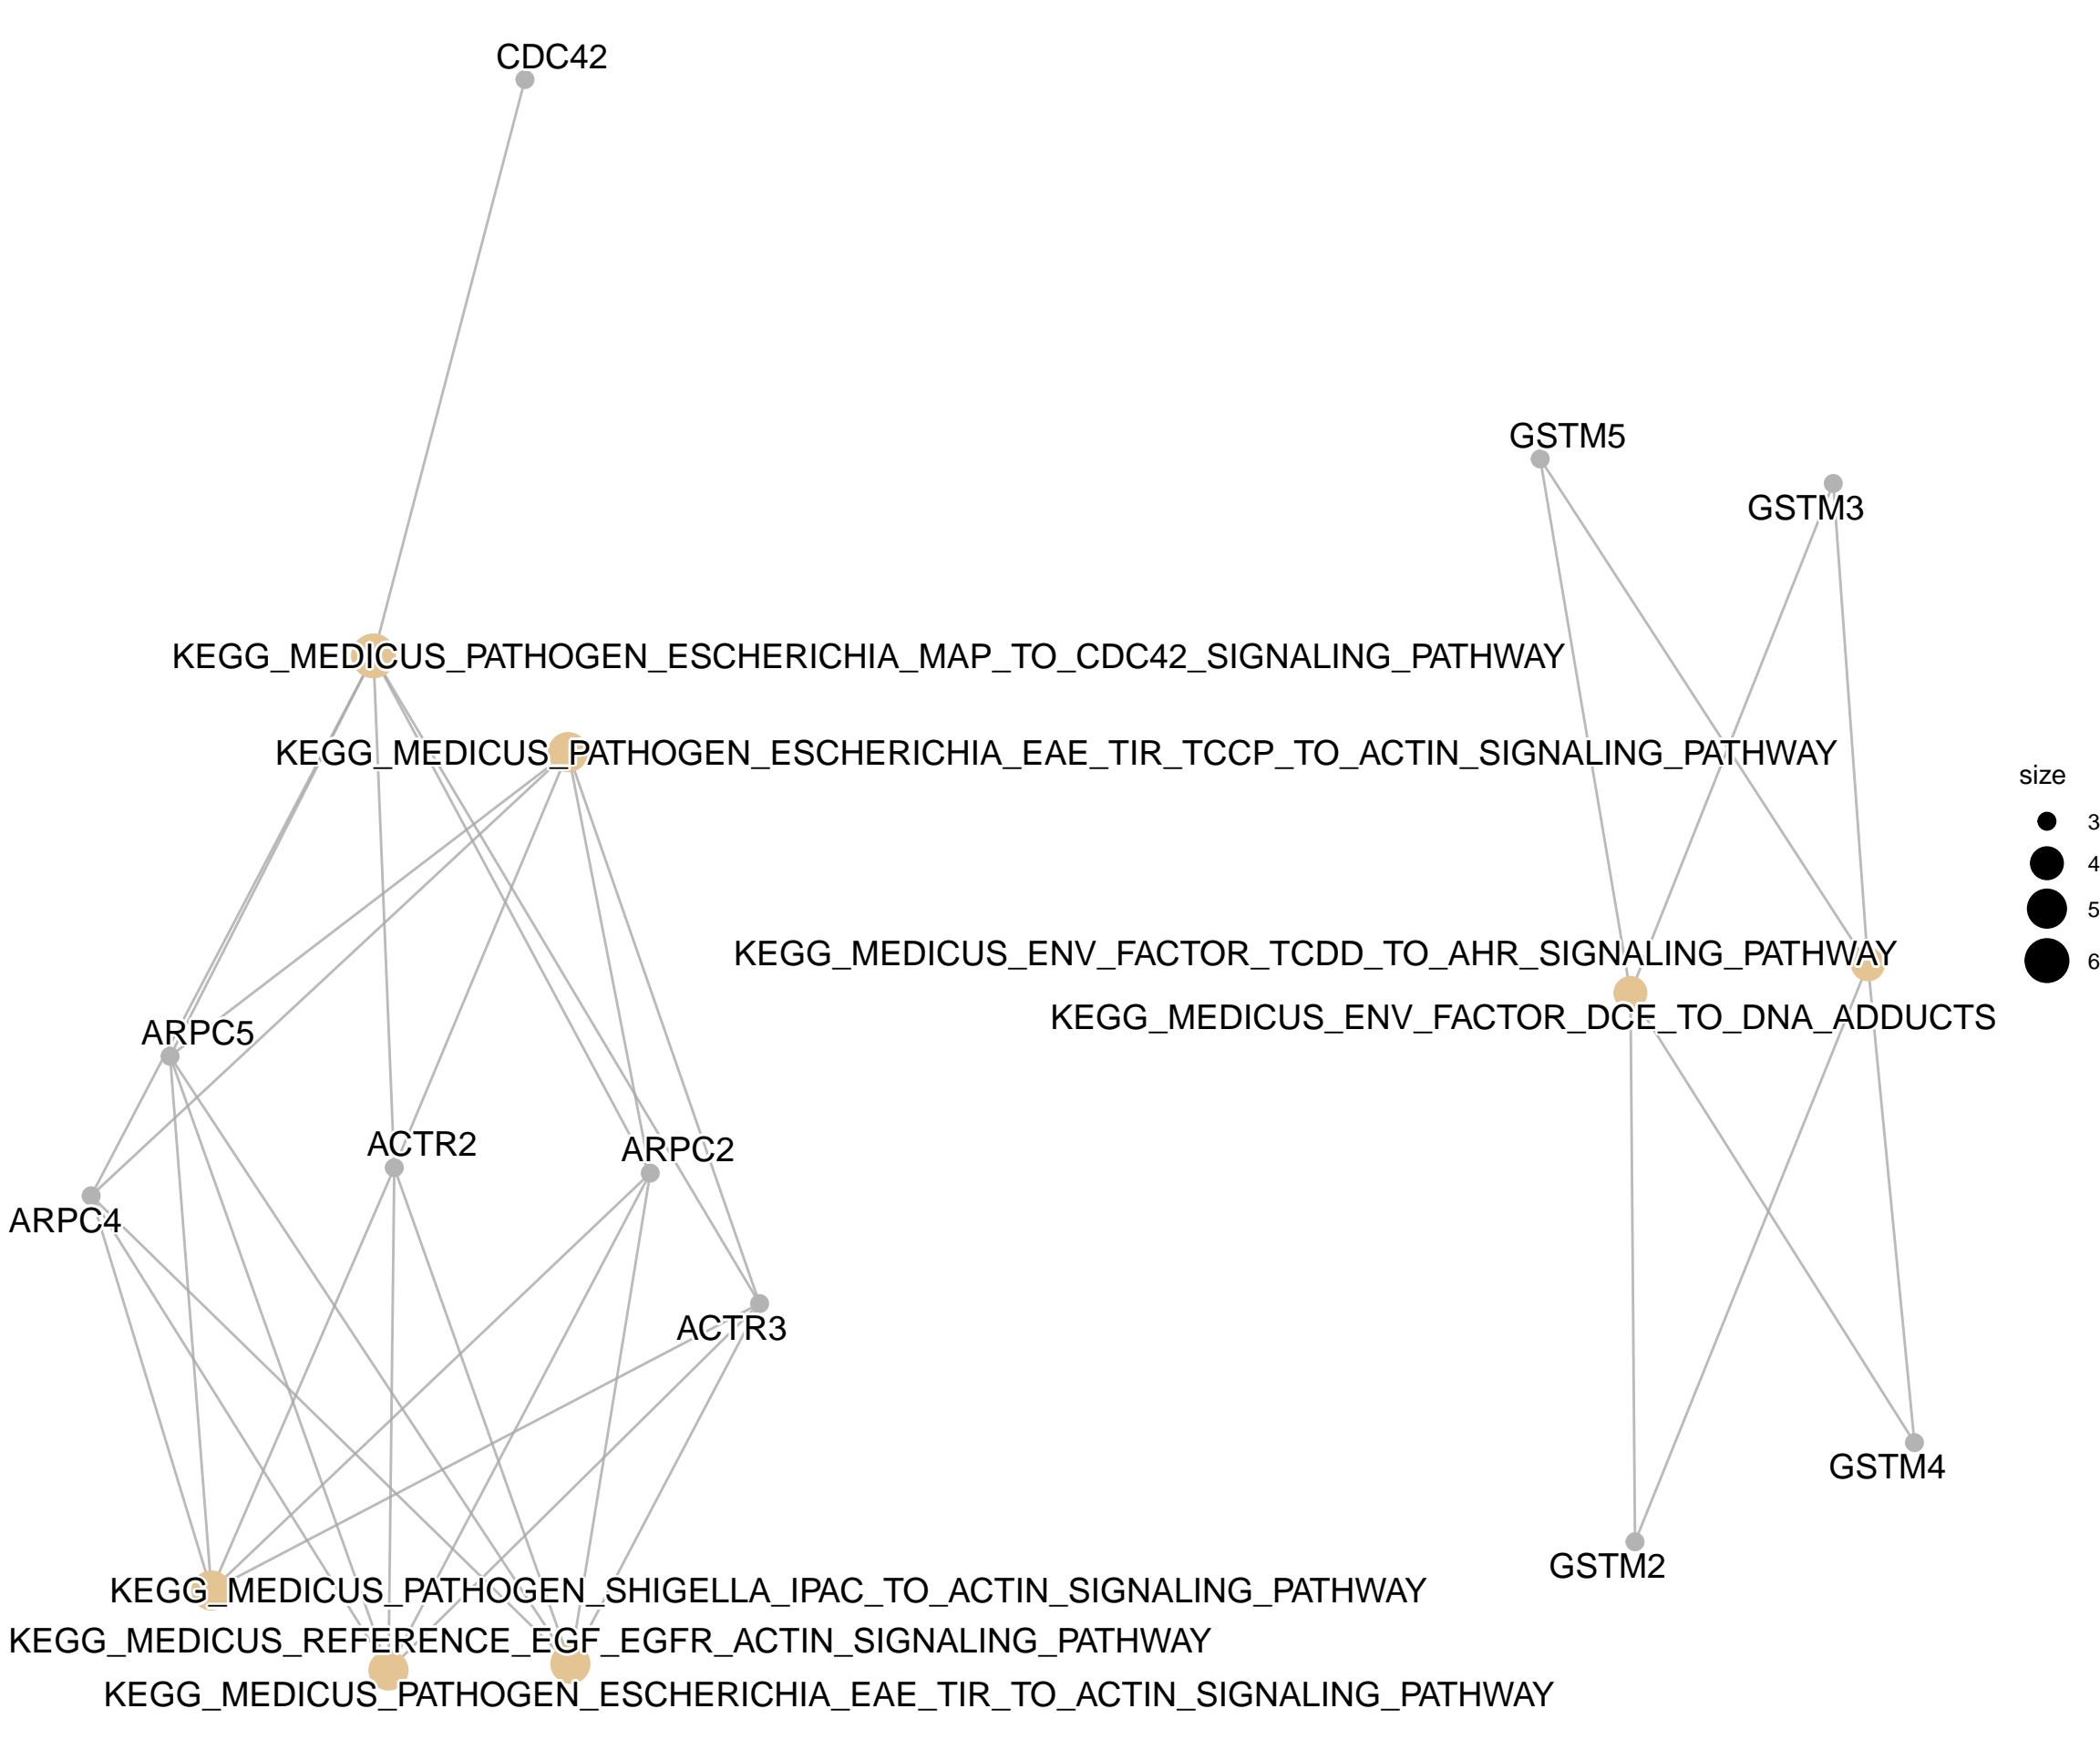 CDC42
GSTM5
GSTM3
KEGG_MEDICUS_PATHOGEN_ESCHERICHIA_MAP_TO_CDC42_SIGNALING_PATHWAY
KEGG_MEDICUS_PATHOGEN_ESCHERICHIA_EAE_TIR_TCCP_TO_ACTIN_SIGNALING_PATHWAY
size
3
4
5
6
KEGG_MEDICUS_ENV_FACTOR_TCDD_TO_AHR_SIGNALING_PATHWAY
KEGG_MEDICUS_ENV_FACTOR_DCE_TO_DNA_ADDUCTS
ARPC5
ACTR2
ARPC2
ARPC4
ACTR3
GSTM4
GSTM2
KEGG_MEDICUS_PATHOGEN_SHIGELLA_IPAC_TO_ACTIN_SIGNALING_PATHWAY
KEGG_MEDICUS_REFERENCE_EGF_EGFR_ACTIN_SIGNALING_PATHWAY
KEGG_MEDICUS_PATHOGEN_ESCHERICHIA_EAE_TIR_TO_ACTIN_SIGNALING_PATHWAY